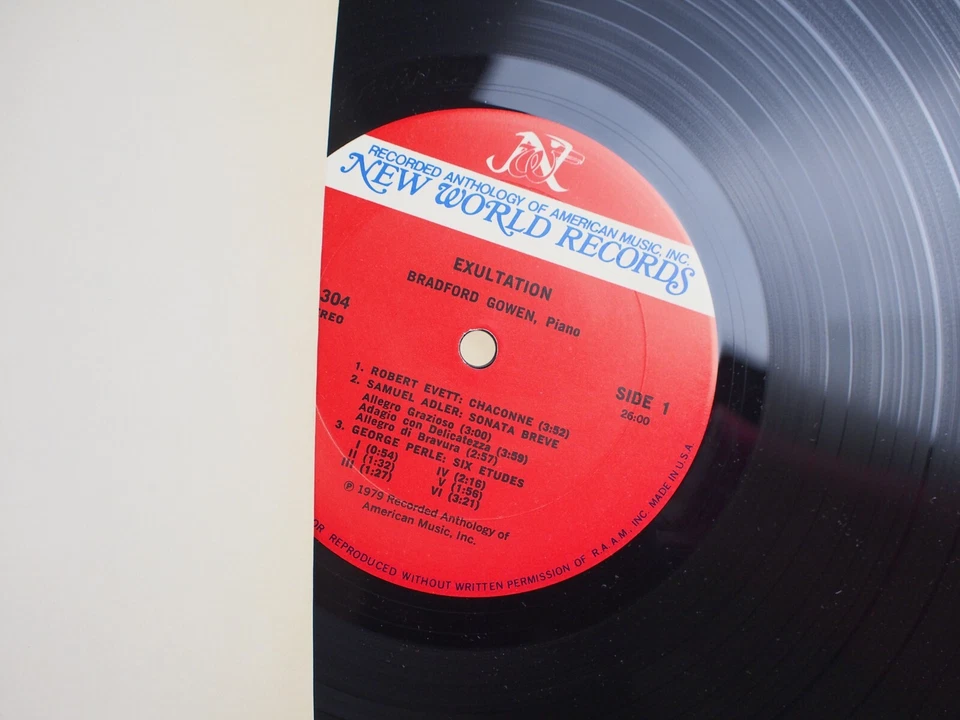 RECORDED ANTHOLOGY OF AMERICAN MUSIC, INC.
NEW WORLD RECORDS
EXULTATION
BRADFORD GOWEN, Piano
304
REO
SIDE 1
26:00
1. ROBERT EVETT: CHACONNE (3:52)
2. SAMUEL ADLER: SONATA BREVE
Allegro Grazioso (3:00)
Adagio con Delicatezza (3:59)
Allegro di Bravura (2:57)
3. GEORGE PERLE: SIX ETUDES
I (0:54) IV (2:16)
II (1:32) V (1:56)
III (1:27) VI (3:21)
℗ 1979 Recorded Anthology of
American Music, Inc.
OR REPRODUCED WITHOUT WRITTEN PERMISSION OF R.A.A.M., INC. MADE IN U.S.A.